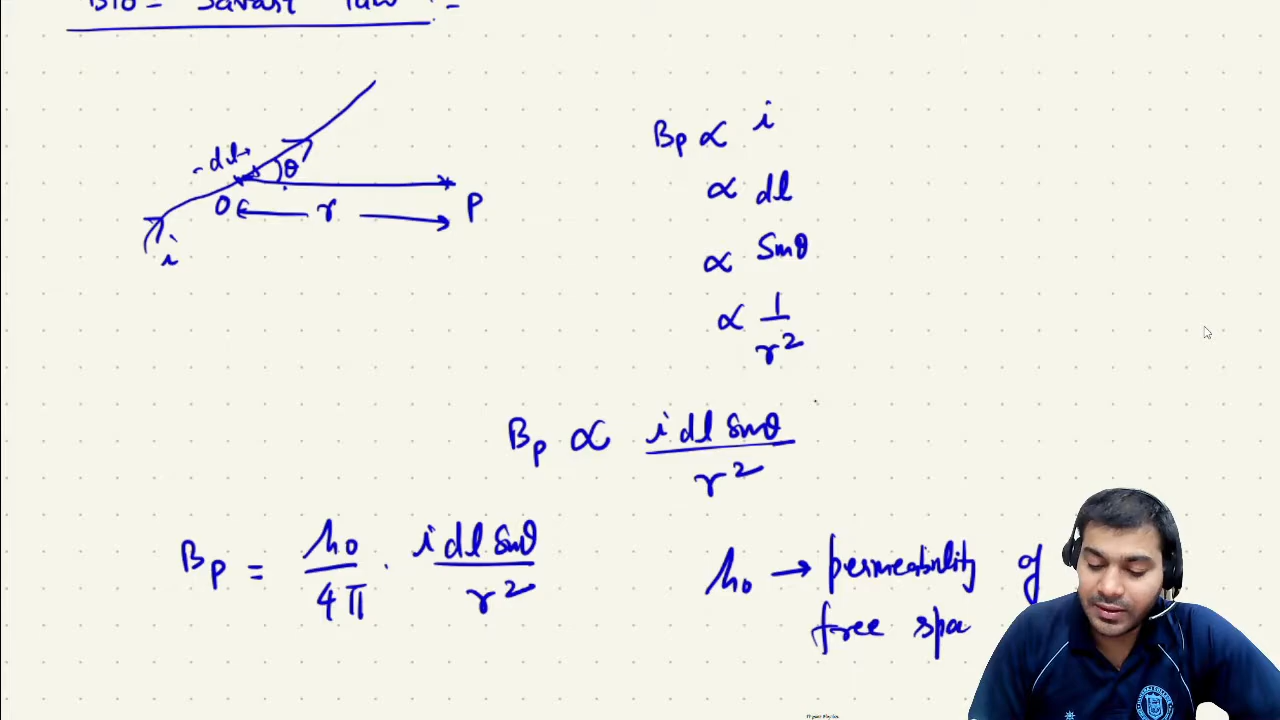 Bio - Savart law :-
dl
θ
O
r
P
i
Bp ∝ i
∝ dl
∝ Sinθ
∝ 1/r²
Bp ∝ i dl Sinθ / r²
Bp = μ0/4π . i dl Sinθ / r²
μ0 → permeability of
free spa